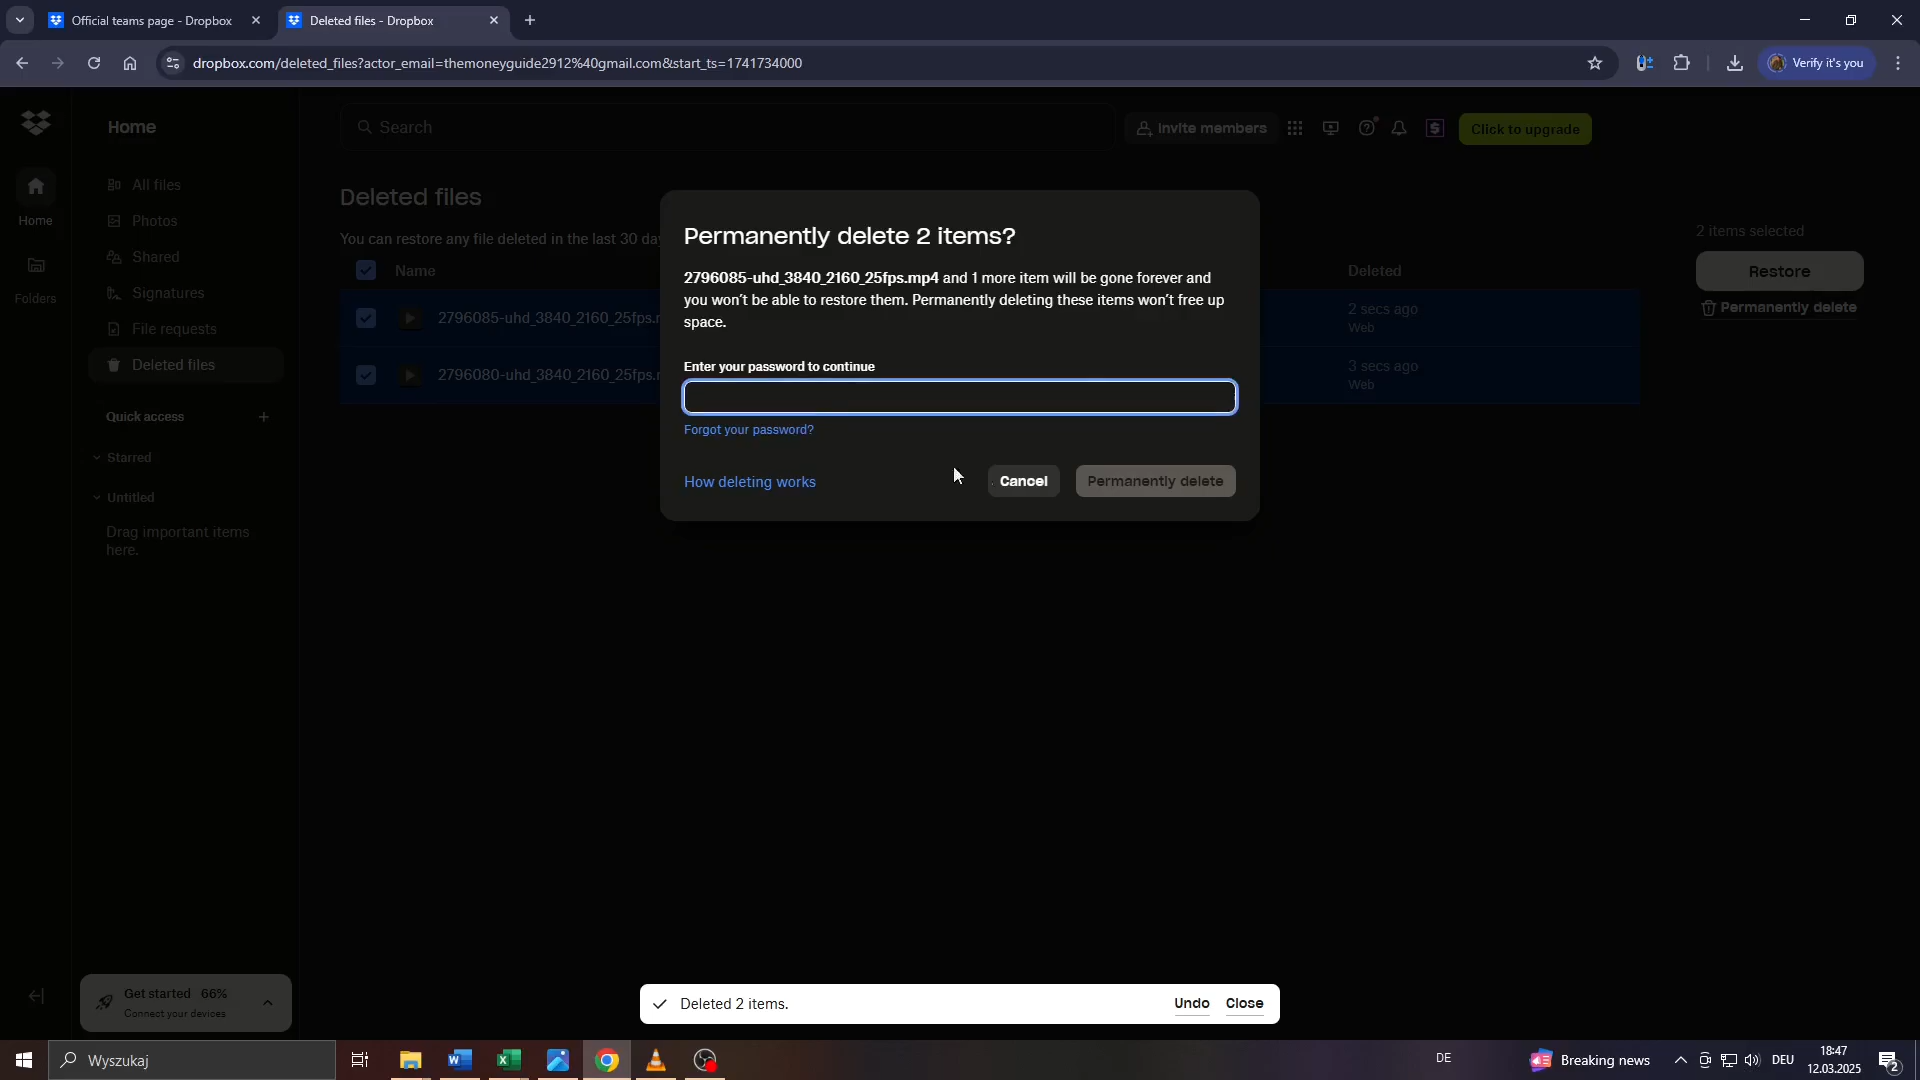 Official teams page - Dropbox
Deleted files - Dropbox
dropbox.com/deleted_files?actor_email=themoneyguide2912%40gmail.com&start_ts=1741734000
Verify it's you
Home
Search
Invite members
Click to upgrade
Home
Folders
All files
Photos
Shared
Signatures
File requests
Deleted files
Quick access
Starred
Untitled
Drag important items
here.
Deleted files
You can restore any file deleted in the last 30 da
Name
Deleted
2796085-uhd_3840_2160_25fps.
2 secs ago
Web
2796080-uhd_3840_2160_25fps.
3 secs ago
Web
2 items selected
Restore
Permanently delete
Permanently delete 2 items?
2796085-uhd_3840_2160_25fps.mp4 and 1 more item will be gone forever and
you won’t be able to restore them. Permanently deleting these items won’t free up
space.
Enter your password to continue
Forgot your password?
How deleting works
Cancel
Permanently delete
Get started 66%
Connect your devices
Deleted 2 items.
Undo
Close
Wyszukaj
DE
Breaking news
DEU
18:47
12.03.2025
2